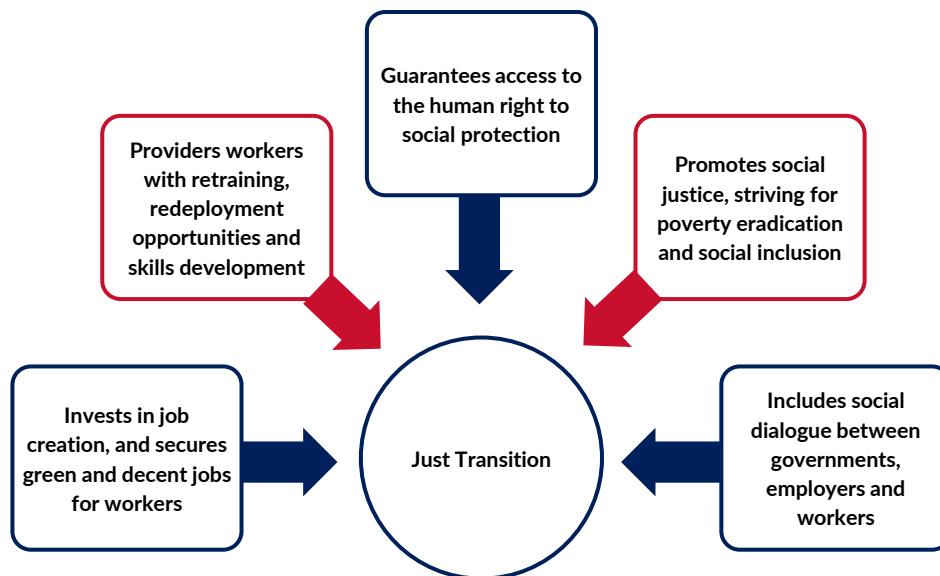 Guarantees access to
the human right to
social protection
Providers workers
with retraining,
redeployment
opportunities and
skills development
Promotes social
justice, striving for
poverty eradication
and social inclusion
Invests in job
creation, and secures
green and decent jobs
for workers
Just Transition
Includes social
dialogue between
governments,
employers and
workers